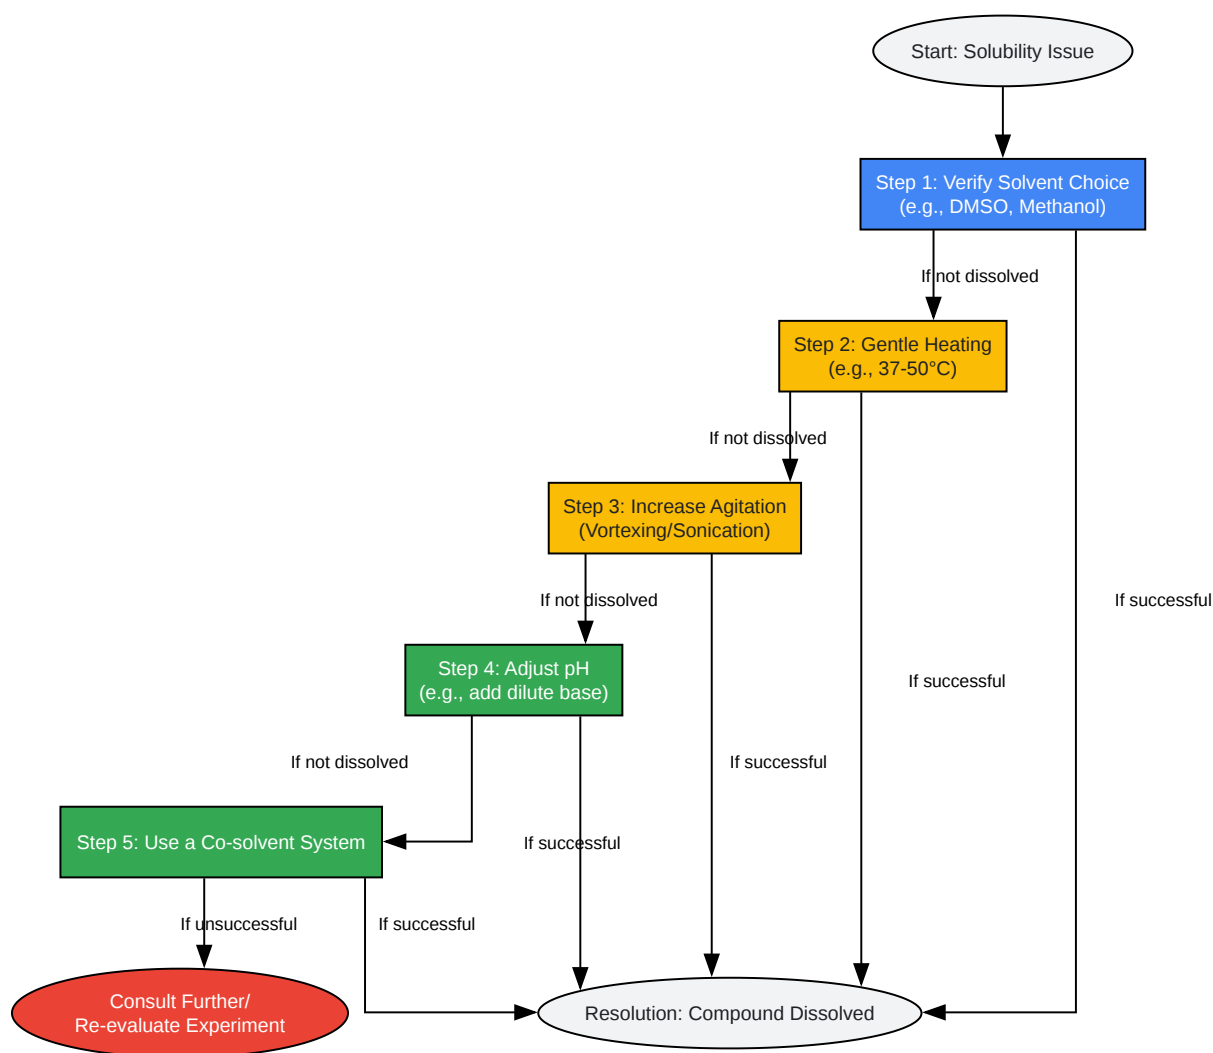 Start: Solubility Issue
Step 1: Verify Solvent Choice
(e.g., DMSO, Methanol)
If not dissolved
Step 2: Gentle Heating
(e.g., 37-50°C)
If not dissolved
Step 3: Increase Agitation
(Vortexing/Sonication)
If not dissolved
If successful
Step 4: Adjust pH
(e.g., add dilute base)
If successful
If not dissolved
If successful
Step 5: Use a Co-solvent System
If successful
If unsuccessful
If successful
Consult Further/
Re-evaluate Experiment
Resolution: Compound Dissolved